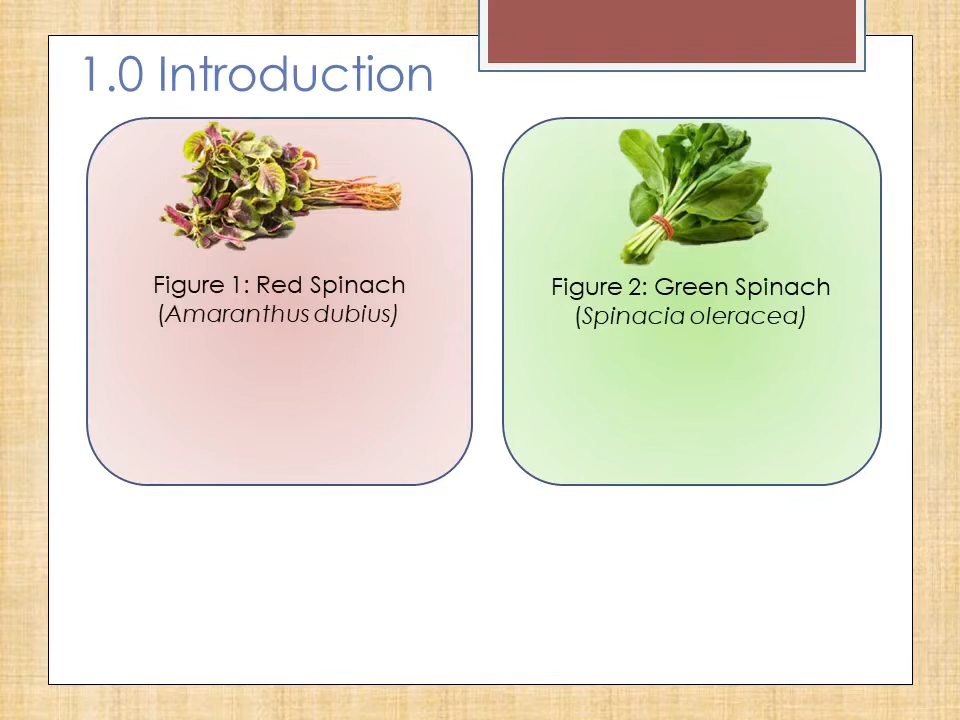 1.0 Introduction
Figure 1: Red Spinach
(Amaranthus dubius)
Figure 2: Green Spinach
(Spinacia oleracea)